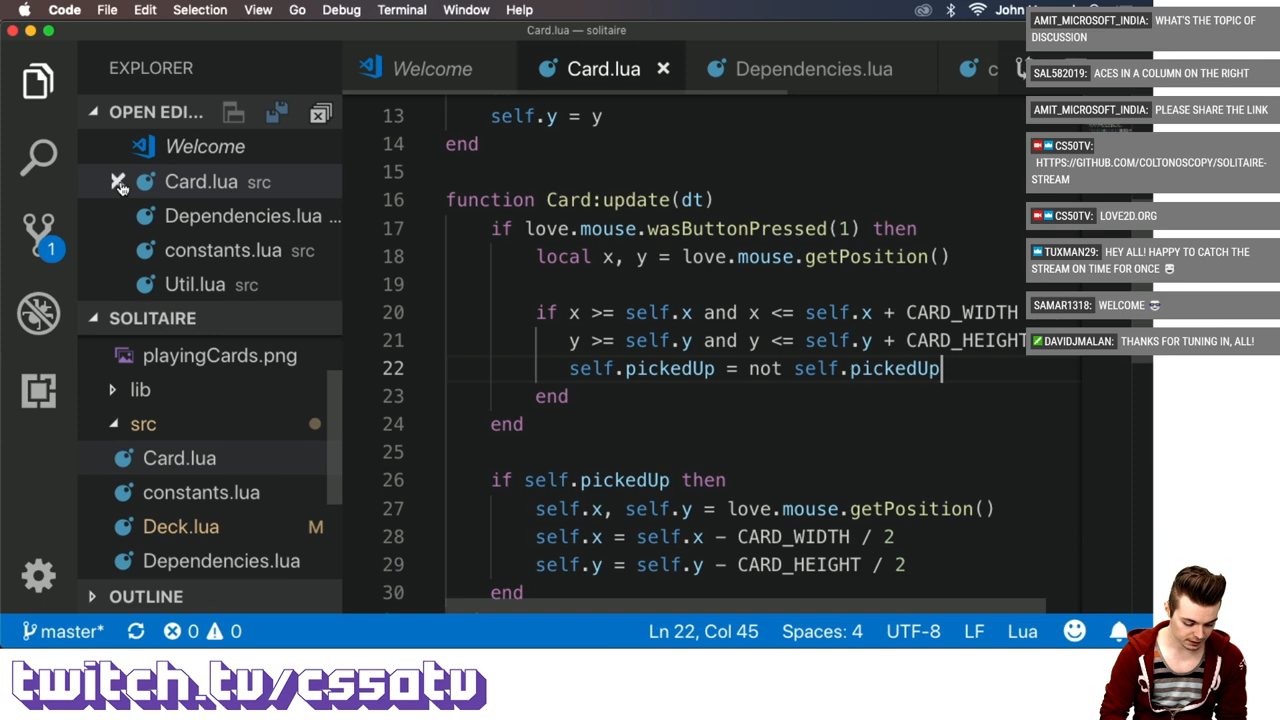 Code File Edit Selection View Go Debug Terminal Window Help
Card.lua — solitaire
EXPLORER
Welcome
Card.lua
Dependencies.lua
c
OPEN EDI...
Welcome
Card.lua src
Dependencies.lua ...
constants.lua src
Util.lua src
SOLITAIRE
playingCards.png
lib
src
Card.lua
constants.lua
Deck.lua M
Dependencies.lua
OUTLINE
1
13 self.y = y
14 end
15
16 function Card:update(dt)
17 if love.mouse.wasButtonPressed(1) then
18 local x, y = love.mouse.getPosition()
19
20 if x >= self.x and x <= self.x + CARD_WIDTH
21 y >= self.y and y <= self.y + CARD_HEIGHT
22 self.pickedUp = not self.pickedUp
23 end
24 end
25
26 if self.pickedUp then
27 self.x, self.y = love.mouse.getPosition()
28 self.x = self.x - CARD_WIDTH / 2
29 self.y = self.y - CARD_HEIGHT / 2
30 end
master* 0 0 Ln 22, Col 45 Spaces: 4 UTF-8 LF Lua
AMIT_MICROSOFT_INDIA: WHAT'S THE TOPIC OF
DISCUSSION
SAL582019: ACES IN A COLUMN ON THE RIGHT
AMIT_MICROSOFT_INDIA: PLEASE SHARE THE LINK
CS50TV:
HTTPS://GITHUB.COM/COLTONOSCOPY/SOLITAIRE-
STREAM
CS50TV: LOVE2D.ORG
TUXMAN29: HEY ALL! HAPPY TO CATCH THE
STREAM ON TIME FOR ONCE
SAMAR1318: WELCOME
DAVIDJMALAN: THANKS FOR TUNING IN, ALL!
twitch.tv/cs50tv